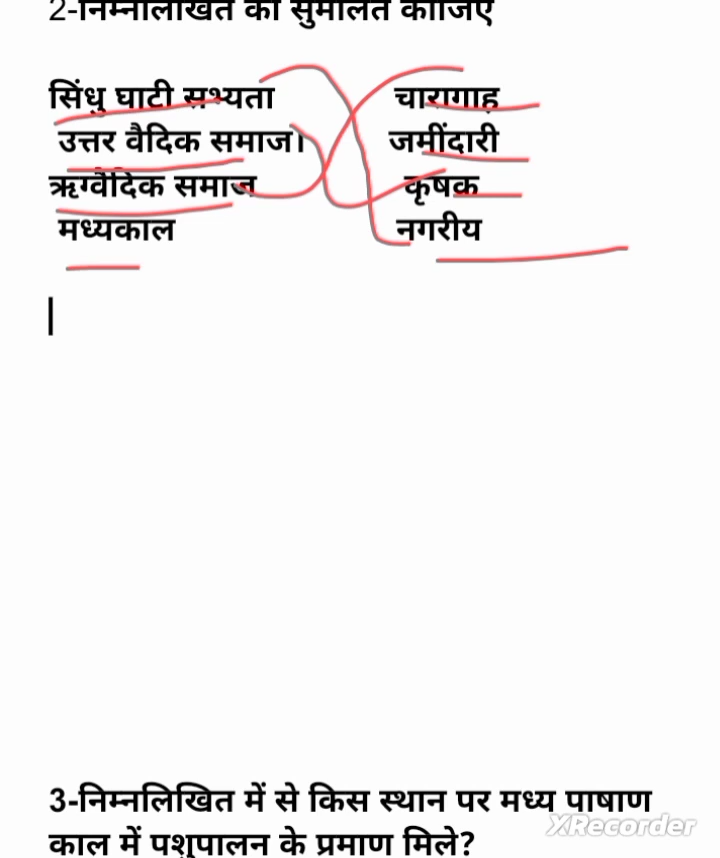 2-निम्नलिखित को सुमेलित कीजिए
सिंधु घाटी सभ्यता चारागाह
उत्तर वैदिक समाज। जमींदारी
ऋग्वैदिक समाज कृषक
मध्यकाल नगरीय
3-निम्नलिखित में से किस स्थान पर मध्य पाषाण
काल में पशुपालन के प्रमाण मिले?
XRecorder